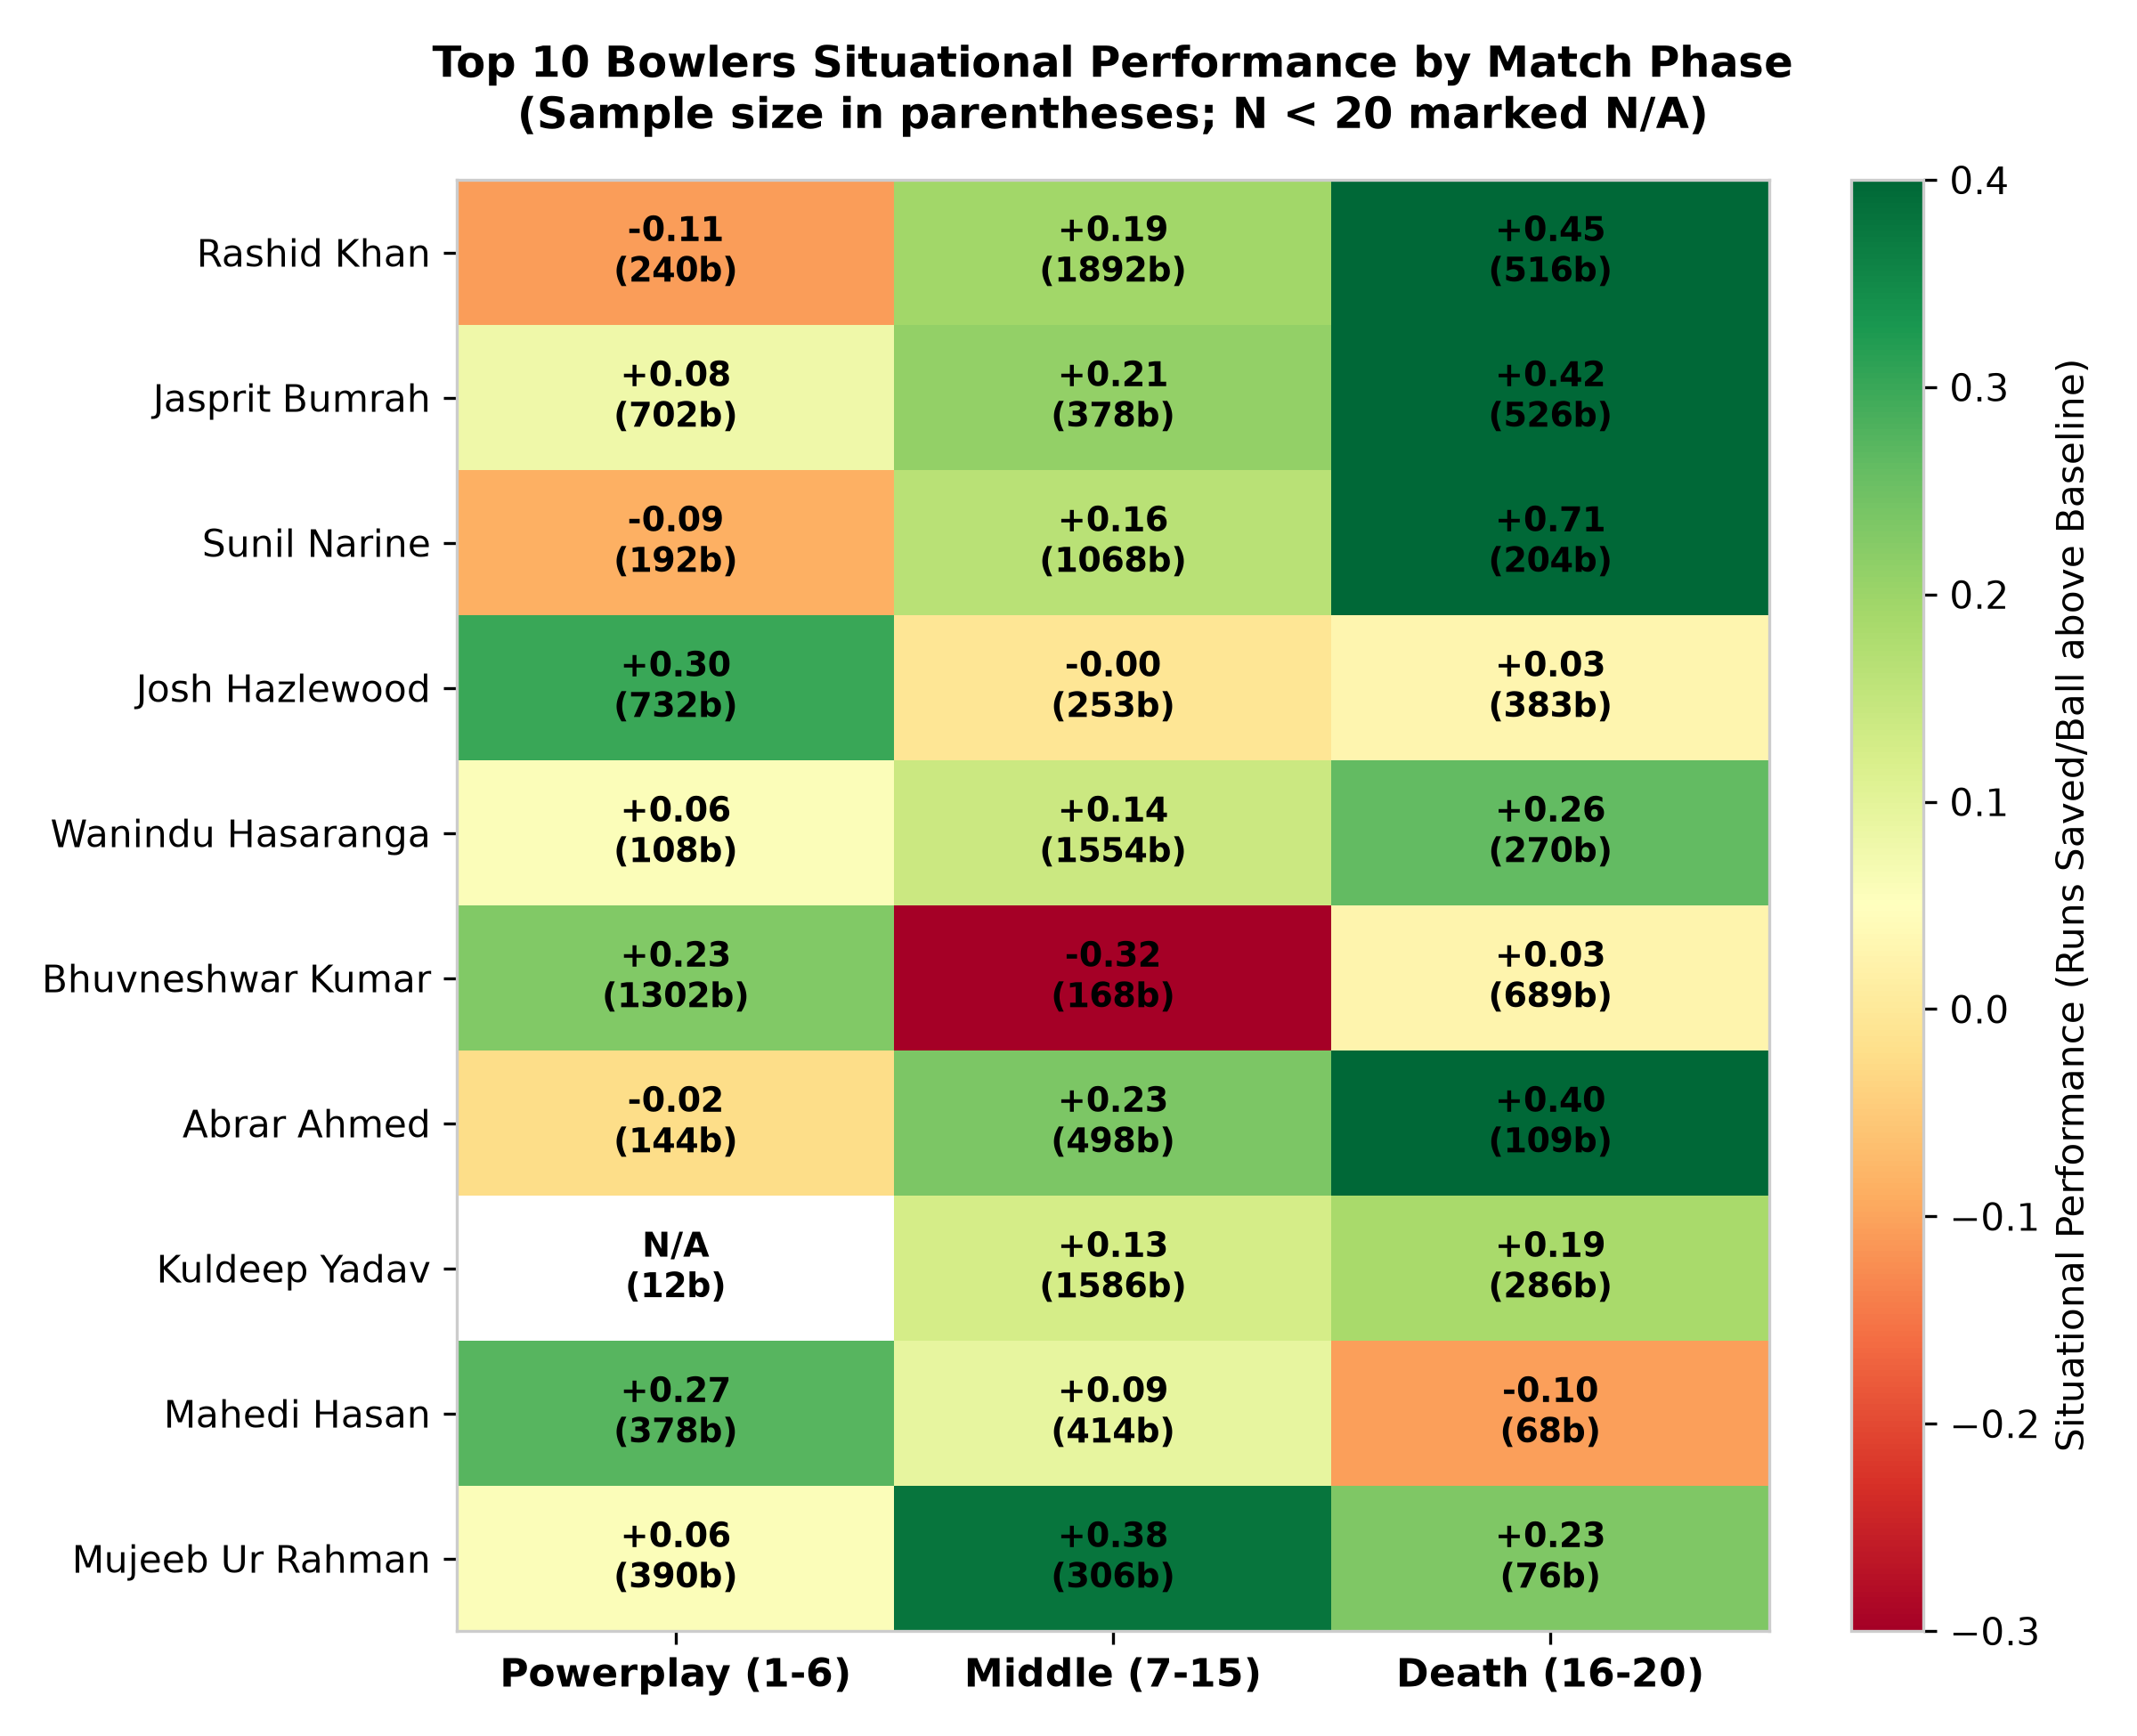 Top 10 Bowlers Situational Performance by Match Phase
(Sample size in parentheses; N < 20 marked N/A)
Rashid Khan
-0.11
(240b)
+0.19
(1892b)
+0.45
(516b)
Jasprit Bumrah
+0.08
(702b)
+0.21
(378b)
+0.42
(526b)
Sunil Narine
-0.09
(192b)
+0.16
(1068b)
+0.71
(204b)
Josh Hazlewood
+0.30
(732b)
-0.00
(253b)
+0.03
(383b)
Wanindu Hasaranga
+0.06
(108b)
+0.14
(1554b)
+0.26
(270b)
Bhuvneshwar Kumar
+0.23
(1302b)
-0.32
(168b)
+0.03
(689b)
Abrar Ahmed
-0.02
(144b)
+0.23
(498b)
+0.40
(109b)
Kuldeep Yadav
N/A
(12b)
+0.13
(1586b)
+0.19
(286b)
Mahedi Hasan
+0.27
(378b)
+0.09
(414b)
-0.10
(68b)
Mujeeb Ur Rahman
+0.06
(390b)
+0.38
(306b)
+0.23
(76b)
Powerplay (1-6)
Middle (7-15)
Death (16-20)
0.4
0.3
0.2
0.1
0.0
−0.1
−0.2
−0.3
Situational Performance (Runs Saved/Ball above Baseline)